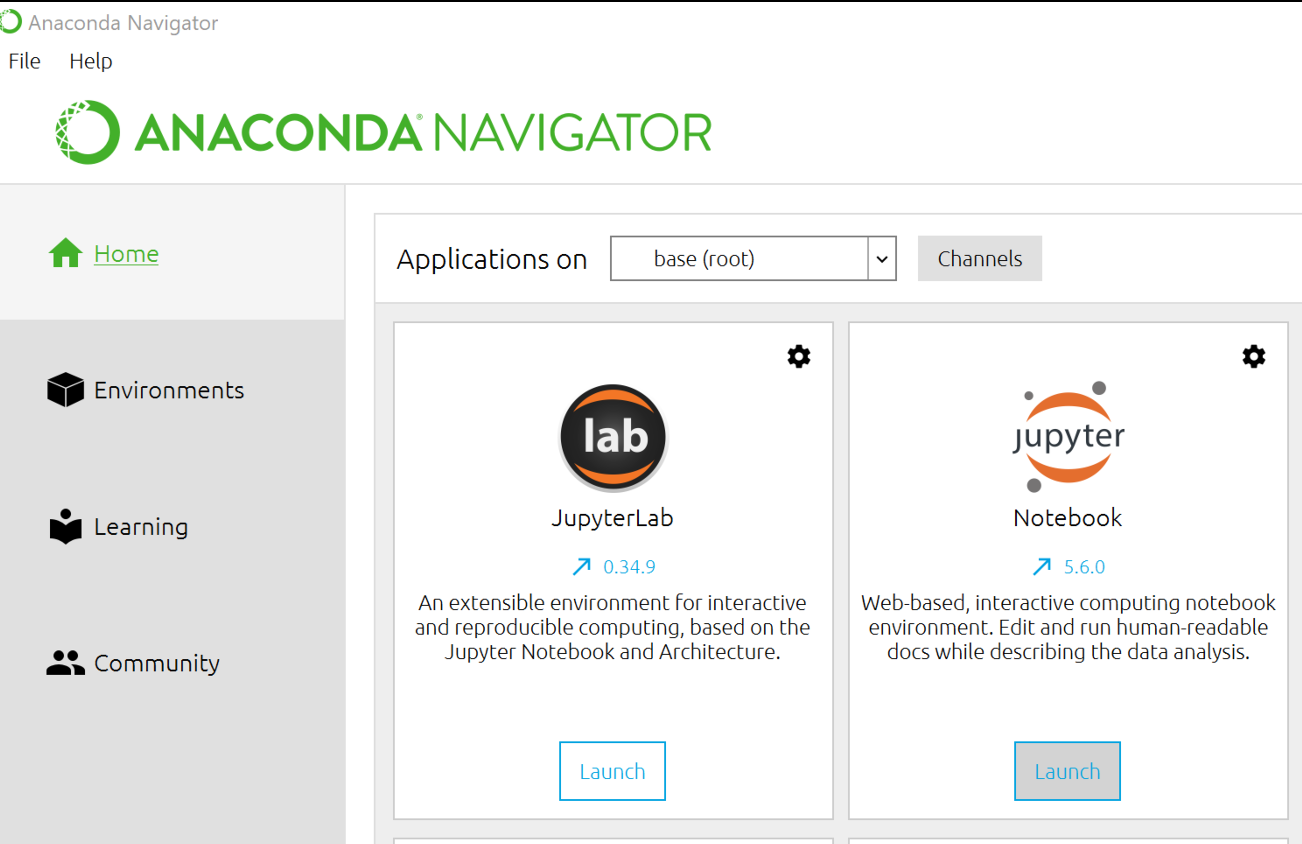 Anaconda Navigator
File Help
ANACONDA® NAVIGATOR
Home
Applications on base (root) Channels
Environments
Learning
Community
lab
JupyterLab
0.34.9
An extensible environment for interactive
and reproducible computing, based on the
Jupyter Notebook and Architecture.
Launch
jupyter
Notebook
5.6.0
Web-based, interactive computing notebook
environment. Edit and run human-readable
docs while describing the data analysis.
Launch